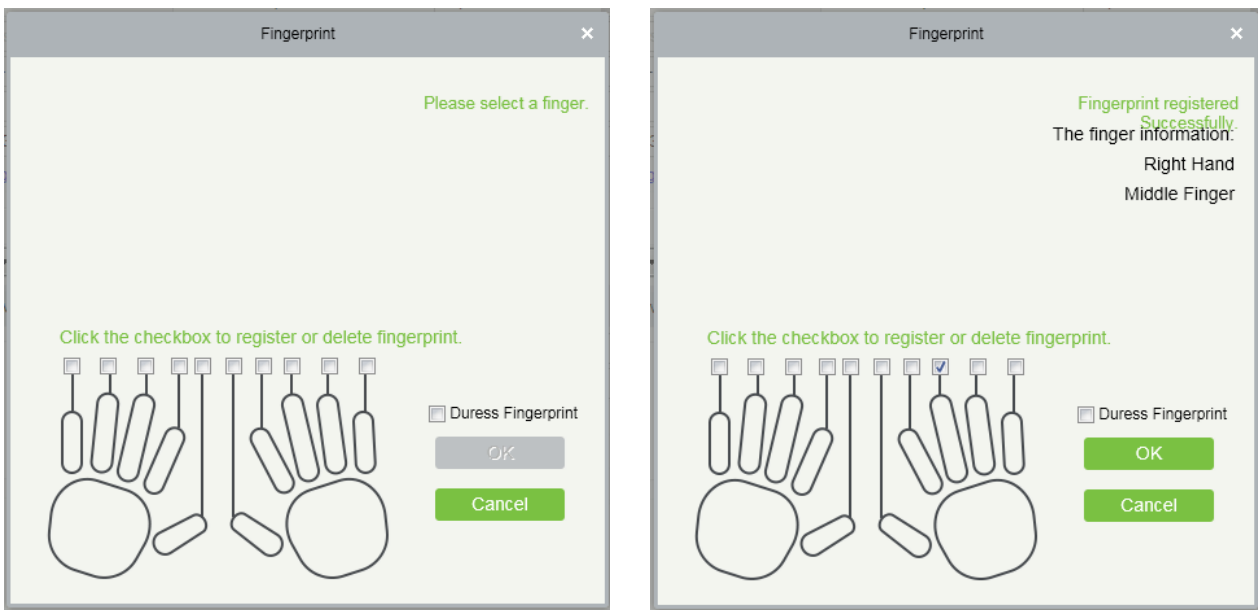 Fingerprint
×
Please select a finger.
Click the checkbox to register or delete fingerprint.
Duress Fingerprint
OK
Cancel
Fingerprint
×
Fingerprint registered
Successfully.
The finger information:
Right Hand
Middle Finger
Click the checkbox to register or delete fingerprint.
Duress Fingerprint
OK
Cancel